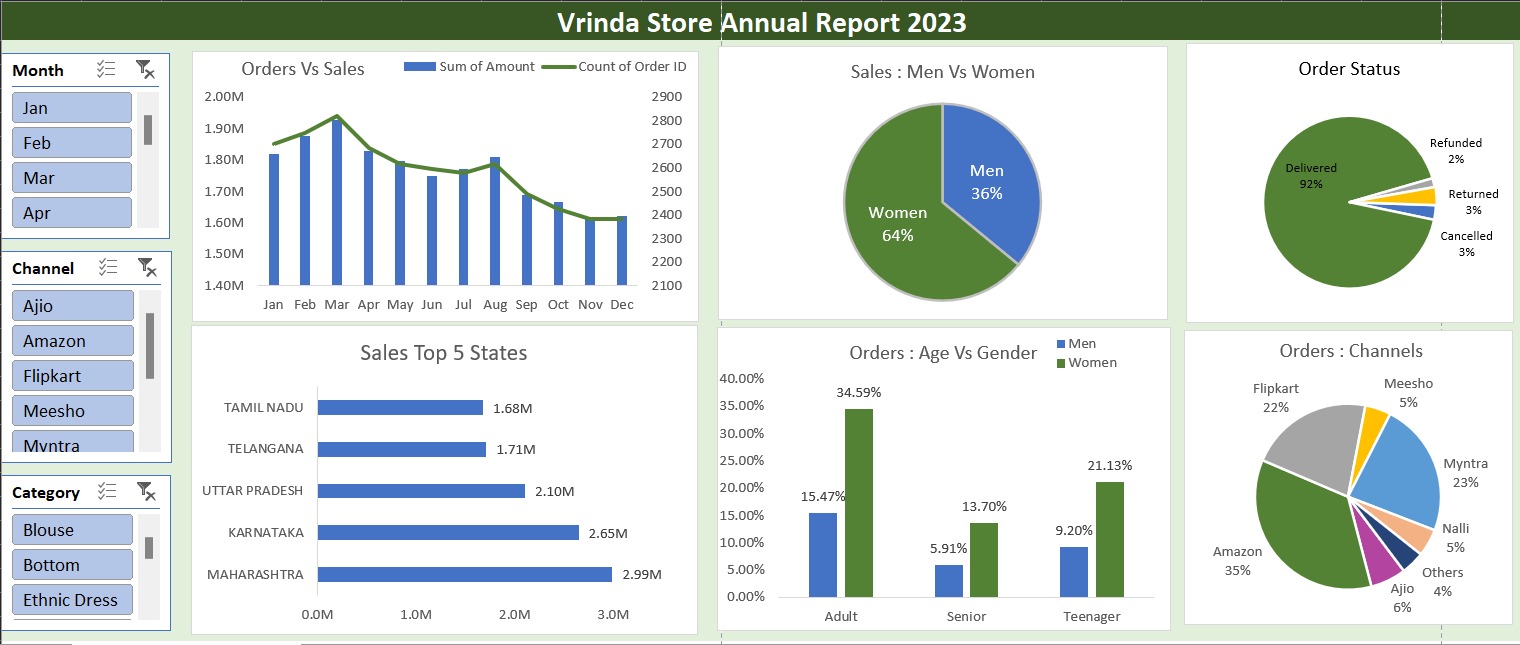 Vrinda Store Annual Report 2023
Month
Jan
Feb
Mar
Apr
Channel
Ajio
Amazon
Flipkart
Meesho
Myntra
Category
Blouse
Bottom
Ethnic Dress
Orders Vs Sales
Sum of Amount
Count of Order ID
2.00M
1.90M
1.80M
1.70M
1.60M
1.50M
1.40M
2900
2800
2700
2600
2500
2400
2300
2200
2100
Jan Feb Mar Apr May Jun Jul Aug Sep Oct Nov Dec
Sales : Men Vs Women
Men
36%
Women
64%
Order Status
Refunded
2%
Delivered
92%
Returned
3%
Cancelled
3%
Sales Top 5 States
TAMIL NADU 1.68M
TELANGANA 1.71M
UTTAR PRADESH 2.10M
KARNATAKA 2.65M
MAHARASHTRA 2.99M
0.0M 1.0M 2.0M 3.0M
Orders : Age Vs Gender
Men
Women
40.00%
35.00%
30.00%
25.00%
20.00%
15.00%
10.00%
5.00%
0.00%
15.47%
34.59%
5.91%
13.70%
9.20%
21.13%
Adult Senior Teenager
Orders : Channels
Flipkart
22%
Meesho
5%
Myntra
23%
Nalli
5%
Others
4%
Ajio
6%
Amazon
35%